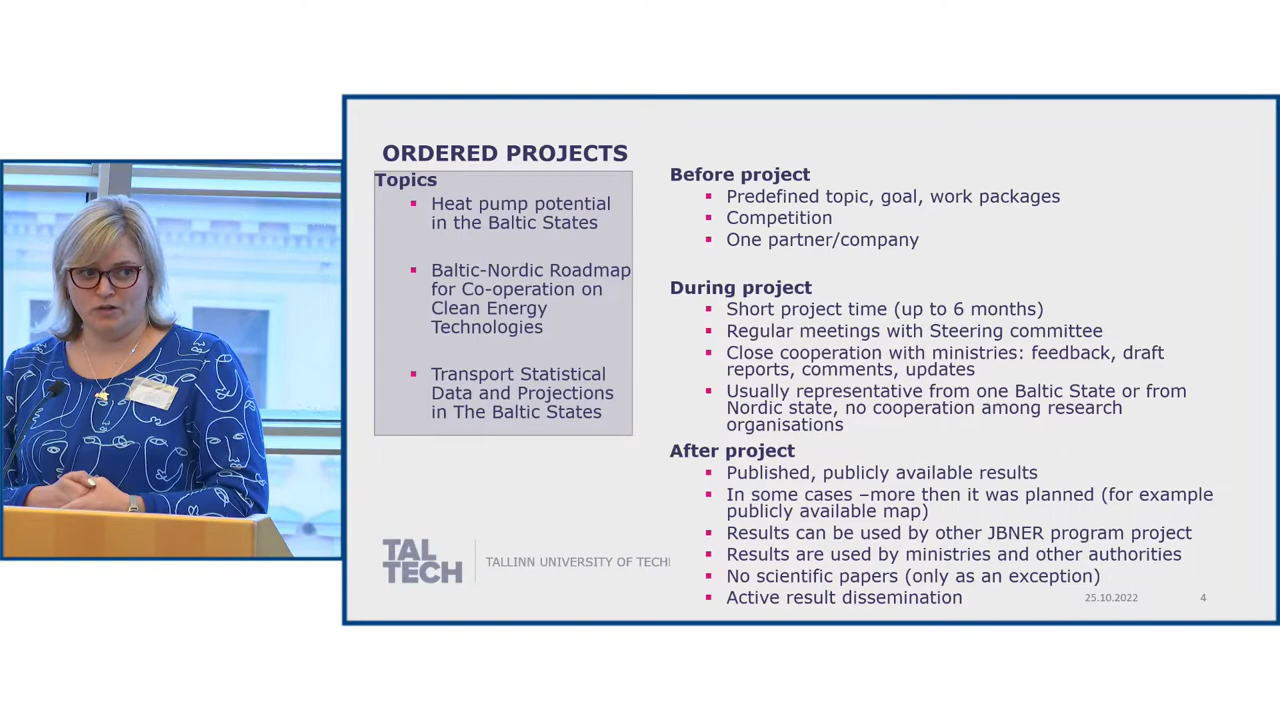 ORDERED PROJECTS
Topics
Heat pump potential
in the Baltic States
Baltic-Nordic Roadmap
for Co-operation on
Clean Energy
Technologies
Transport Statistical
Data and Projections
in The Baltic States
Before project
Predefined topic, goal, work packages
Competition
One partner/company
During project
Short project time (up to 6 months)
Regular meetings with Steering committee
Close cooperation with ministries: feedback, draft
reports, comments, updates
Usually representative from one Baltic State or from
Nordic state, no cooperation among research
organisations
After project
Published, publicly available results
In some cases –more then it was planned (for example
publicly available map)
Results can be used by other JBNER program project
Results are used by ministries and other authorities
No scientific papers (only as an exception)
Active result dissemination
TAL
TECH
TALLINN UNIVERSITY OF TECH
25.10.2022
4